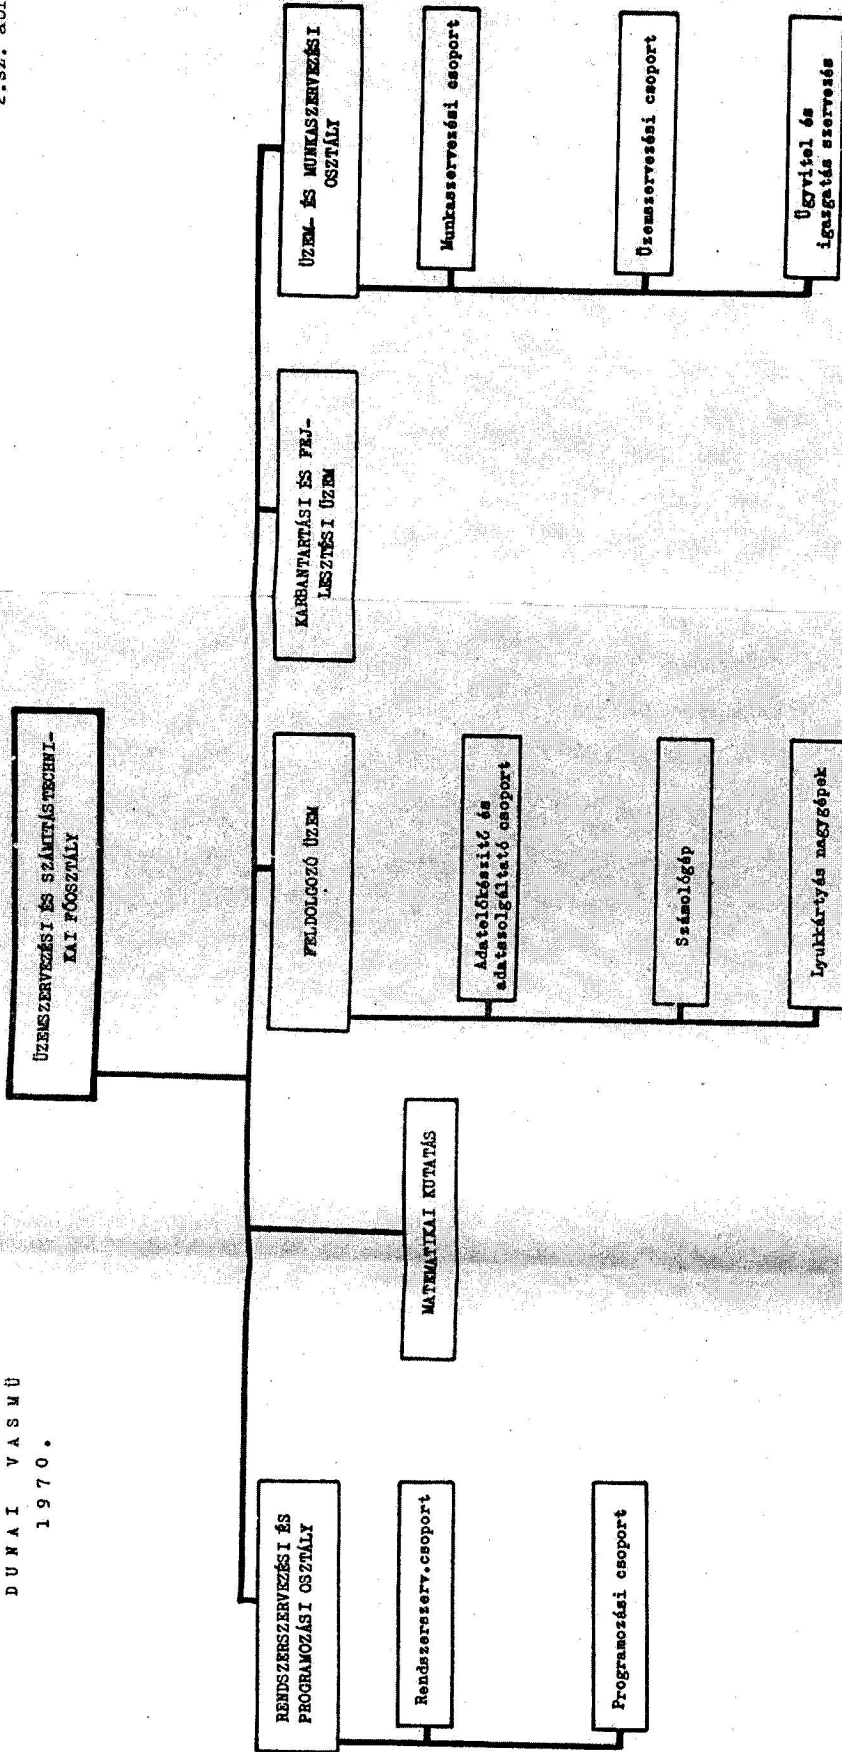 DUNAI VASMŰ
1970.
2.sz.
ÜZEMSZERVEZÉSI ÉS SZÁMITÁSTECHNI-
KAI FŐOSZTÁLY
RENDSZERSZERVEZÉSI ÉS
PROGRAMOZÁSI OSZTÁLY
Rendszerszerv.csoport
Programozási csoport
MATEMATIKAI KUTATÁS
FELDOLGOZÓ ÜZEM
Adatelőkészitő és
adatszolgáltató csoport
Számológép
Lyukkártyás nagygépek
KARBANTARTÁSI ÉS FEJ-
LESZTÉSI ÜZEM
ÜZEM- ÉS MUNKASZERVEZÉSI
OSZTÁLY
Munkaszervezési csoport
Üzemszervezési csoport
Ügyvitel és
igazgatás szervezés